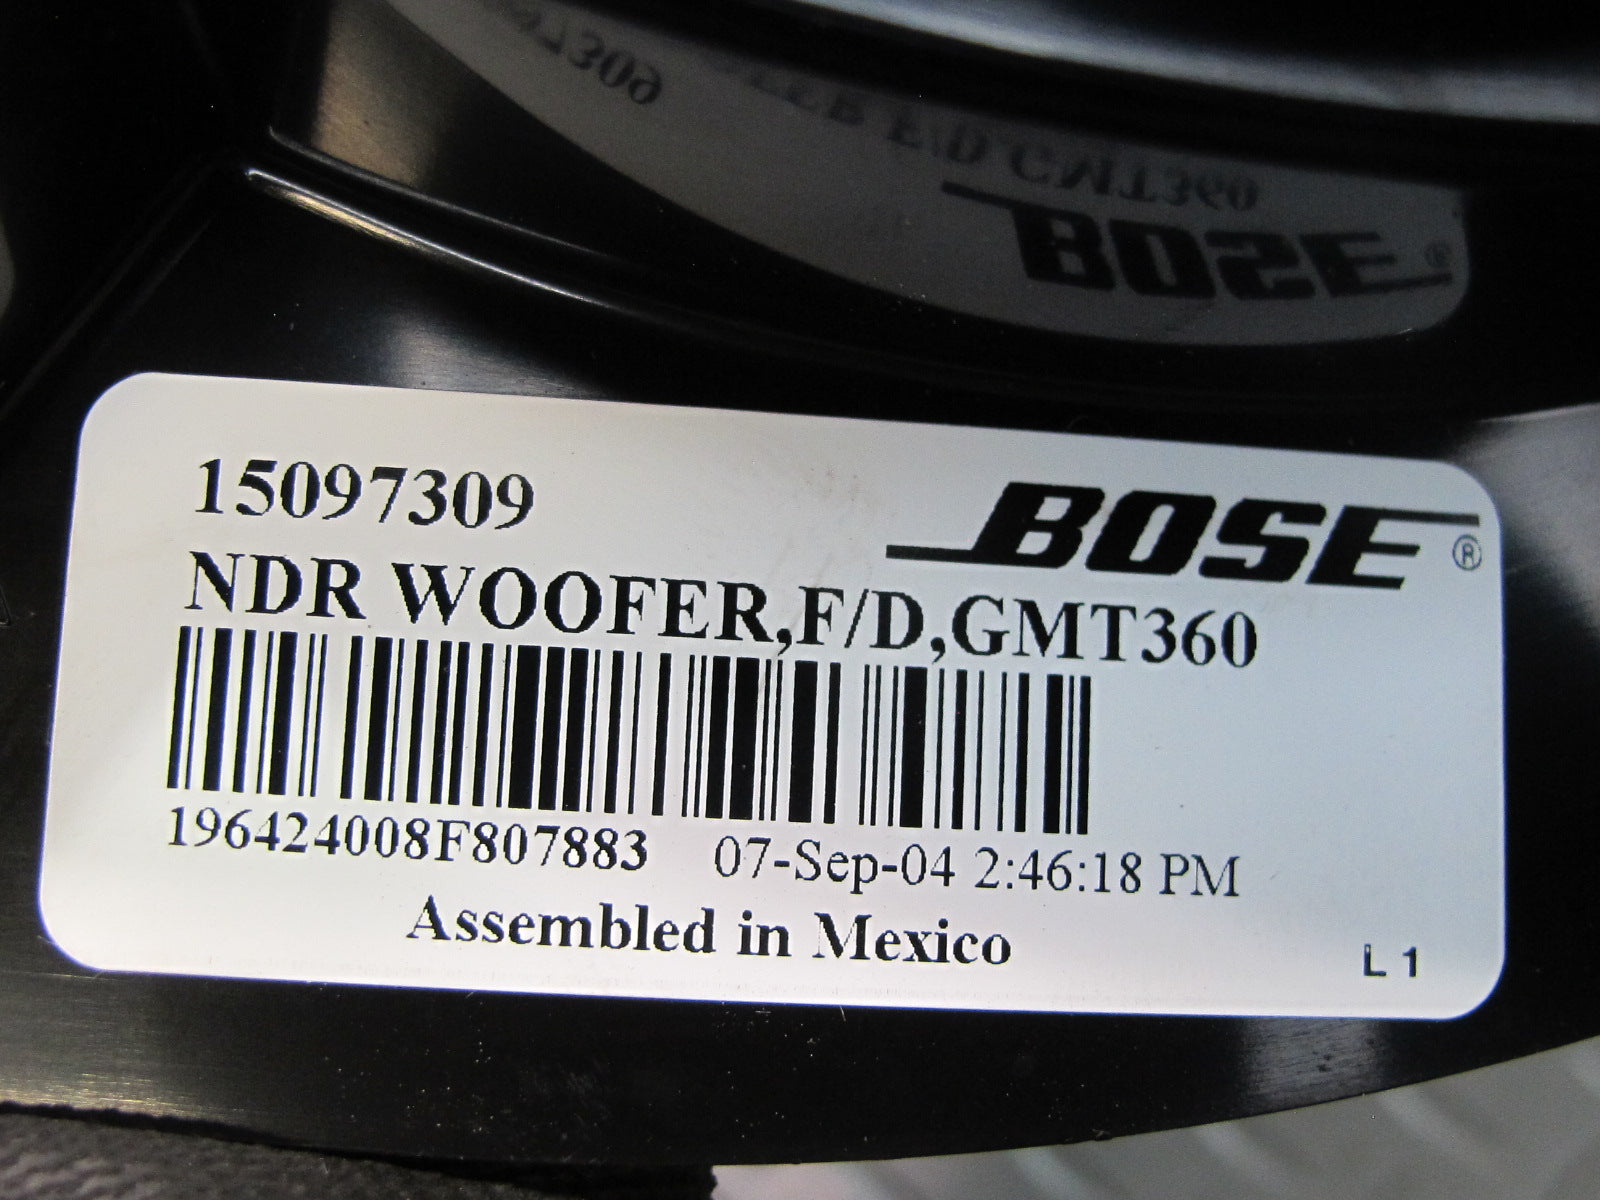 15097309
BOSE®
NDR WOOFER,F/D,GMT360
196424008F807883 07-Sep-04 2:46:18 PM
Assembled in Mexico
L 1